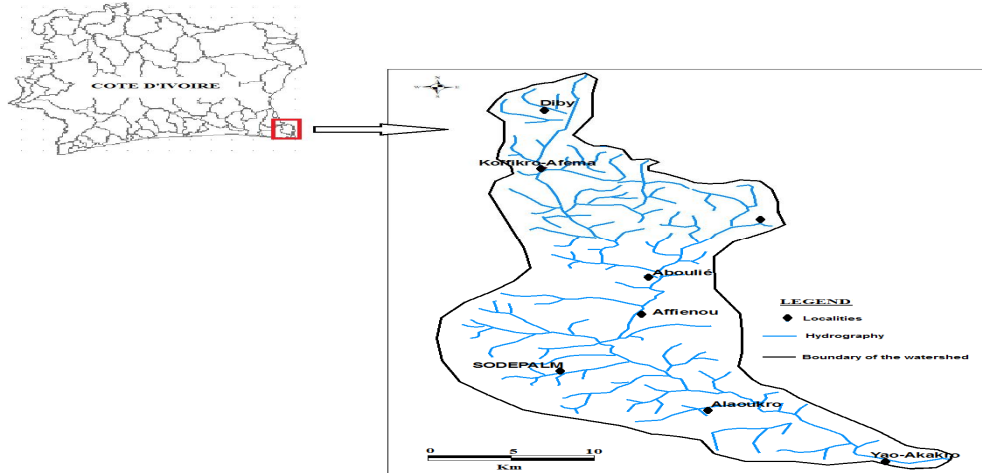 COTE D'IVOIRE
Diby
Koffikro-Afema
Aboulié
Affienou
LEGEND
Localities
Hydrography
Boundary of the watershed
SODEPALM
Alaoukro
Yao-Akakro
0 5 10
Km